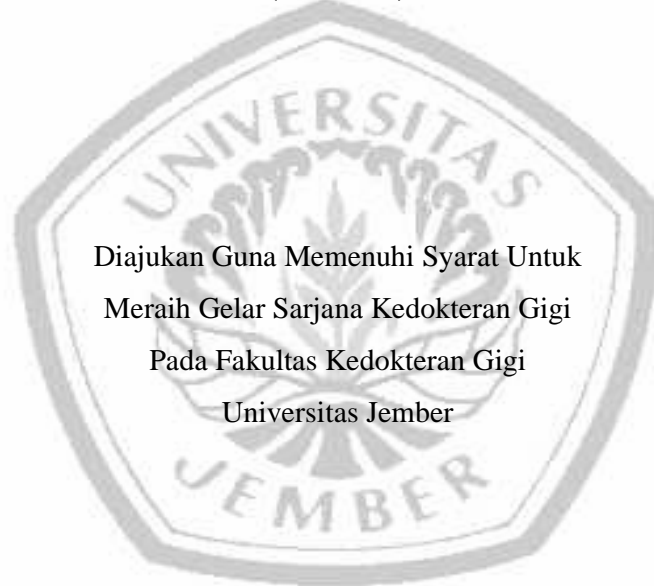 UNIVERSITAS
Diajukan Guna Memenuhi Syarat Untuk
Meraih Gelar Sarjana Kedokteran Gigi
Pada Fakultas Kedokteran Gigi
Universitas Jember
JEMBER